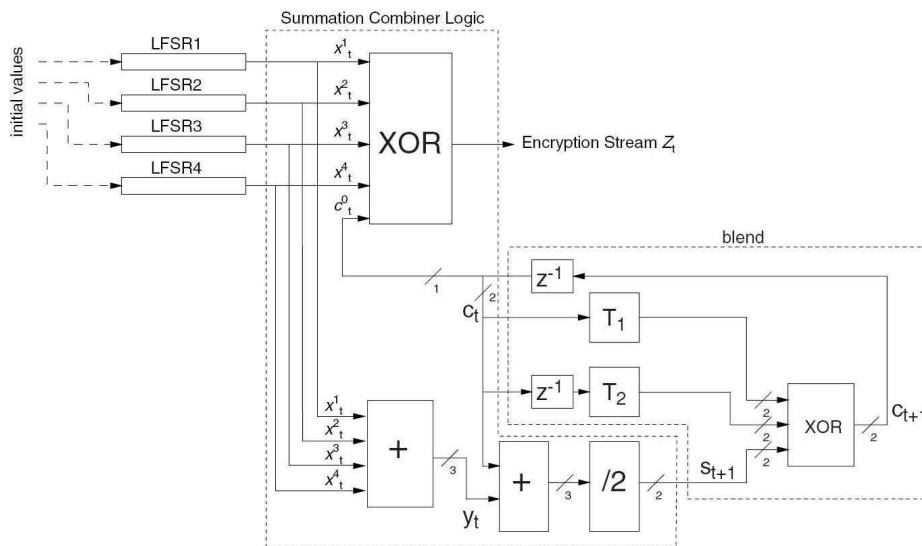 Summation Combiner Logic
initial values
LFSR1
LFSR2
LFSR3
LFSR4
x¹ₜ
x²ₜ
x³ₜ
x⁴ₜ
c⁰ₜ
XOR
Encryption Stream Zₜ
blend
1
2
z⁻¹
cₜ
T₁
z⁻¹
T₂
2
2
2
XOR
2
cₜ₊₁
x¹ₜ
x²ₜ
x³ₜ
x⁴ₜ
+
3
yₜ
+
3
/2
2
sₜ₊₁